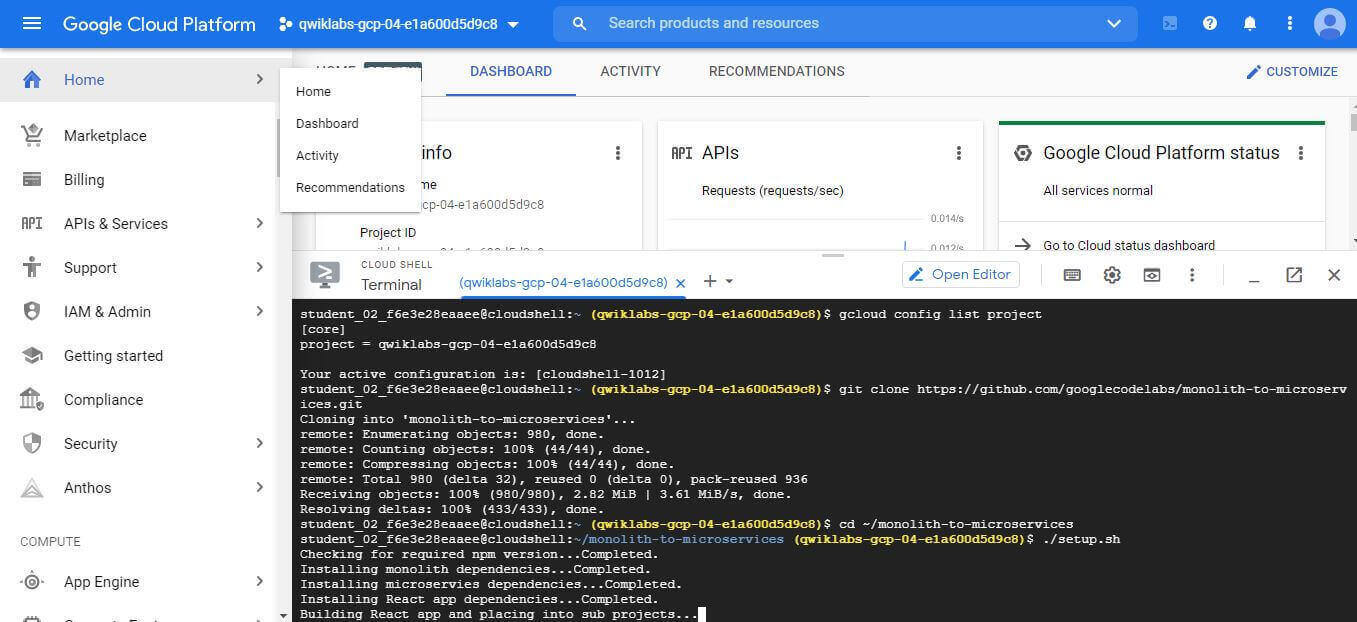 Google Cloud Platform
qwiklabs-gcp-04-e1a600d5d9c8
Search products and resources
Home
Marketplace
Billing
API APIs & Services
Support
IAM & Admin
Getting started
Compliance
Security
Anthos
COMPUTE
App Engine
Home
Dashboard
Activity
Recommendations
DASHBOARD
ACTIVITY
RECOMMENDATIONS
CUSTOMIZE
info
me
cp-04-e1a600d5d9c8
Project ID
API APIs
Requests (requests/sec)
0.014/s
0.012/s
Google Cloud Platform status
All services normal
Go to Cloud status dashboard
CLOUD SHELL
Terminal
(qwiklabs-gcp-04-e1a600d5d9c8)
Open Editor
student_02_f6e3e28eaaee@cloudshell:~ (qwiklabs-gcp-04-e1a600d5d9c8)$ gcloud config list project
[core]
project = qwiklabs-gcp-04-e1a600d5d9c8
Your active configuration is: [cloudshell-1012]
student_02_f6e3e28eaaee@cloudshell:~ (qwiklabs-gcp-04-e1a600d5d9c8)$ git clone https://github.com/googlecodelabs/monolith-to-microserv
ices.git
Cloning into 'monolith-to-microservices'...
remote: Enumerating objects: 980, done.
remote: Counting objects: 100% (44/44), done.
remote: Compressing objects: 100% (44/44), done.
remote: Total 980 (delta 32), reused 0 (delta 0), pack-reused 936
Receiving objects: 100% (980/980), 2.82 MiB | 3.61 MiB/s, done.
Resolving deltas: 100% (433/433), done.
student_02_f6e3e28eaaee@cloudshell:~ (qwiklabs-gcp-04-e1a600d5d9c8)$ cd ~/monolith-to-microservices
student_02_f6e3e28eaaee@cloudshell:~/monolith-to-microservices (qwiklabs-gcp-04-e1a600d5d9c8)$ ./setup.sh
Checking for required npm version...Completed.
Installing monolith dependencies...Completed.
Installing microservies dependencies...Completed.
Installing React app dependencies...Completed.
Building React app and placing into sub projects...